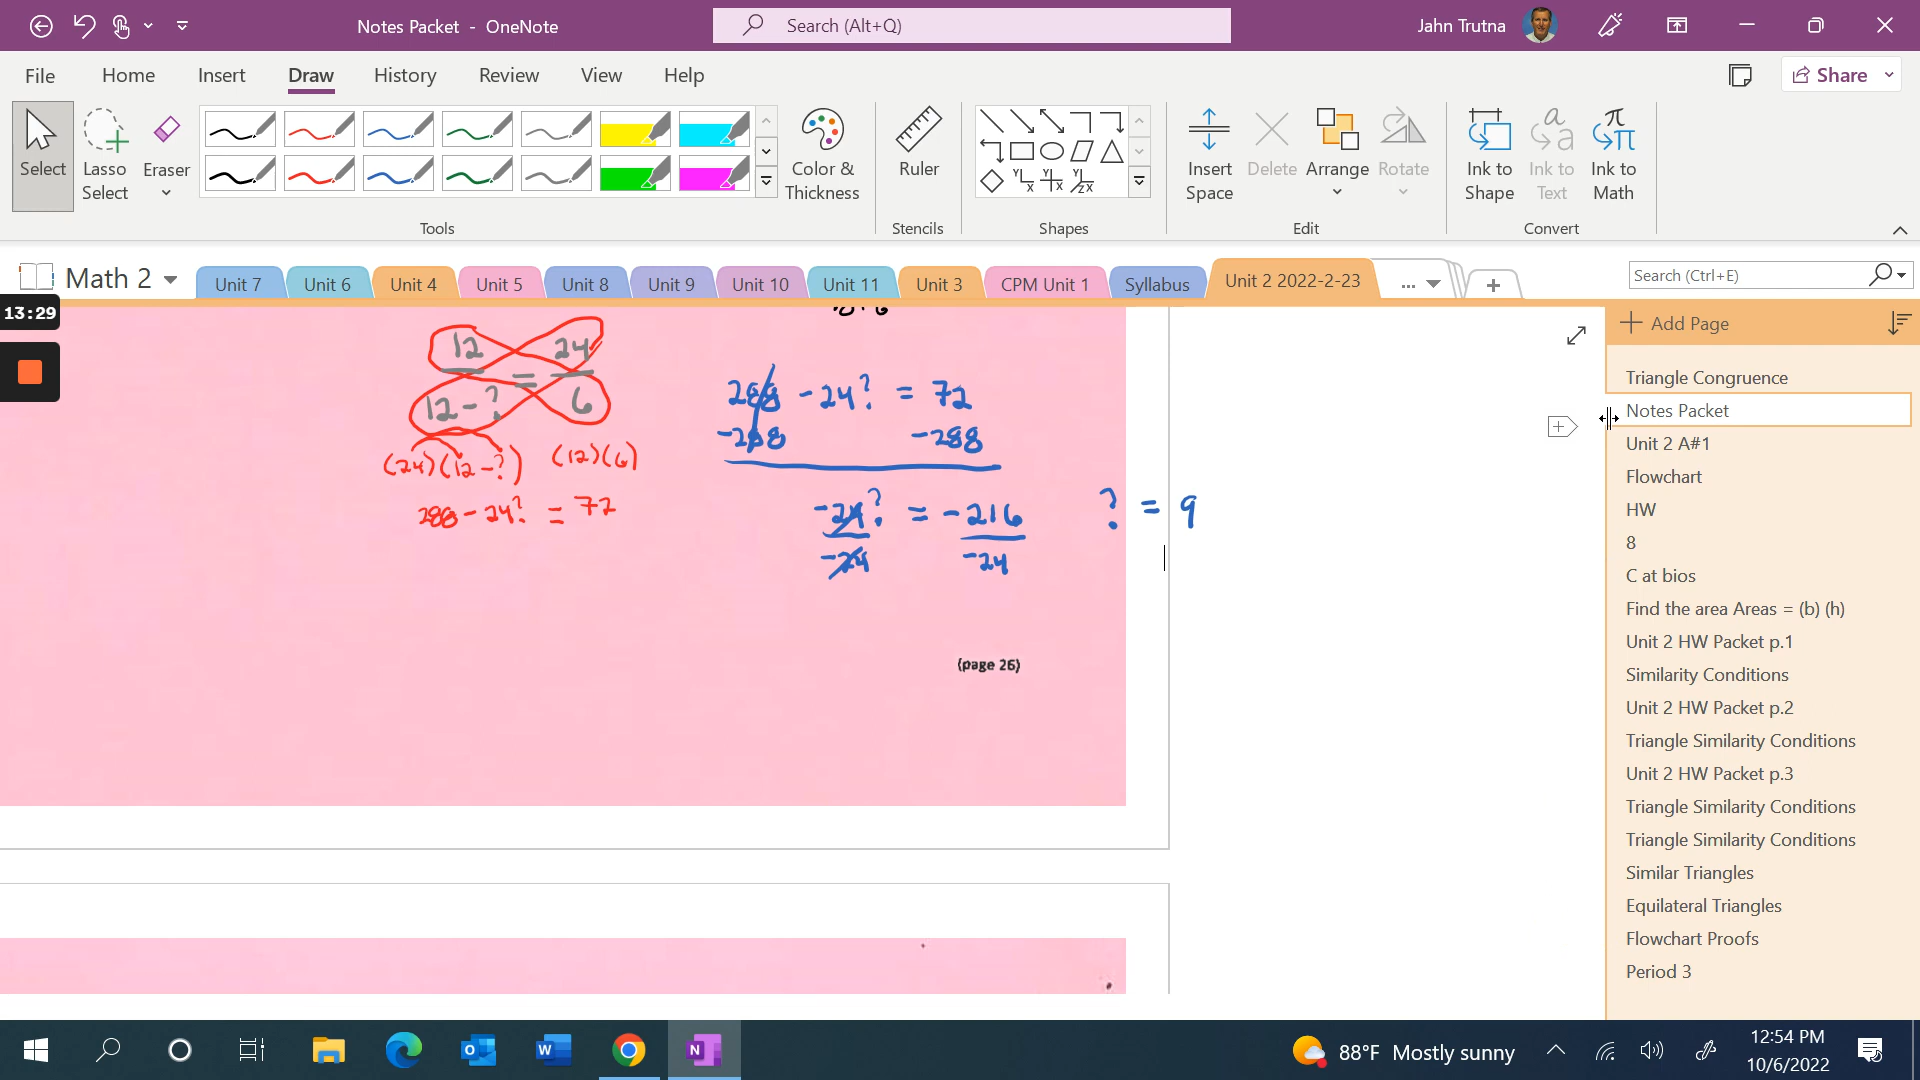 Notes Packet - OneNote
Search (Alt+Q)
Jahn Trutna
File Home Insert Draw History Review View Help
Share
Select
Lasso Select
Eraser
Color & Thickness
Ruler
Insert Space
Delete
Arrange
Rotate
Ink to Shape
Ink to Text
Ink to Math
Tools
Stencils
Shapes
Edit
Convert
Math 2
Unit 7
Unit 6
Unit 4
Unit 5
Unit 8
Unit 9
Unit 10
Unit 11
Unit 3
CPM Unit 1
Syllabus
Unit 2 2022-2-23
...
Search (Ctrl+E)
13:29
12 24
=
12-? 6
(24)(12-?) (12)(6)
288 - 24? = 72
288 - 24? = 72
-288 -288
-24? = -216 ? = 9
-24 -24
(page 26)
Add Page
Triangle Congruence
Notes Packet
Unit 2 A#1
Flowchart
HW
8
C at bios
Find the area Areas = (b) (h)
Unit 2 HW Packet p.1
Similarity Conditions
Unit 2 HW Packet p.2
Triangle Similarity Conditions
Unit 2 HW Packet p.3
Triangle Similarity Conditions
Triangle Similarity Conditions
Similar Triangles
Equilateral Triangles
Flowchart Proofs
Period 3
88°F Mostly sunny
12:54 PM
10/6/2022